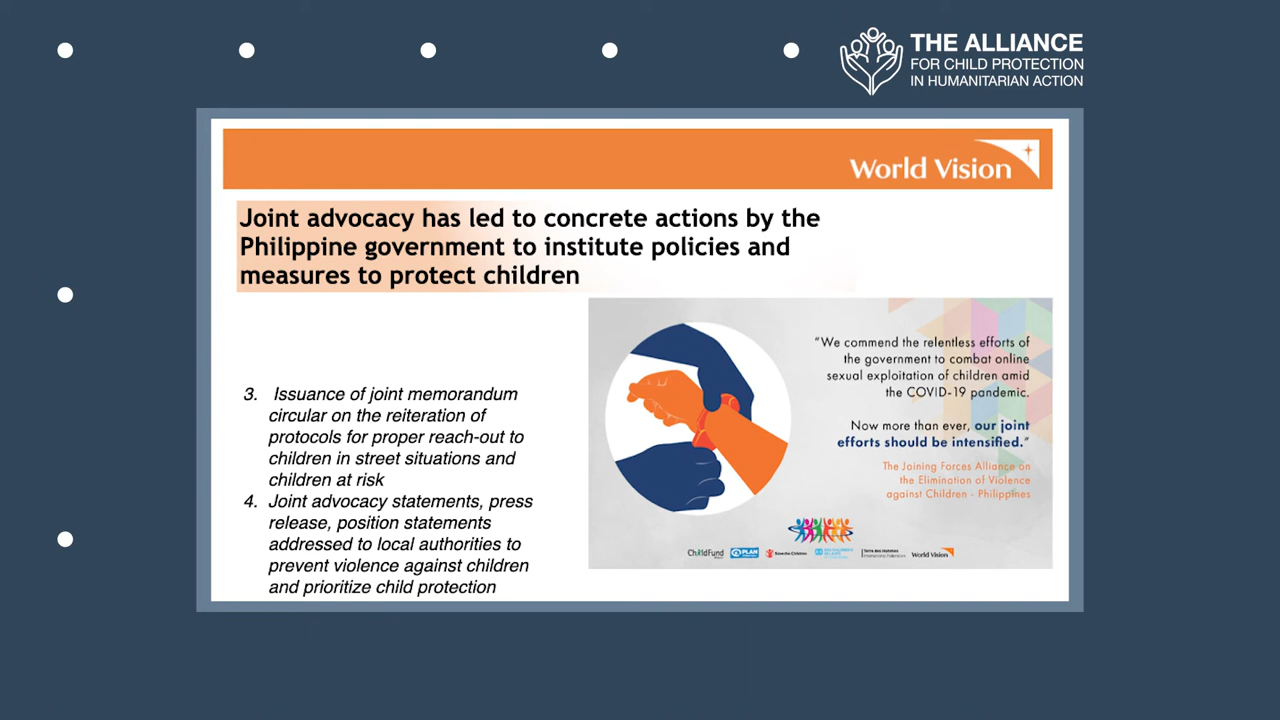 THE ALLIANCE
FOR CHILD PROTECTION
IN HUMANITARIAN ACTION
World Vision
Joint advocacy has led to concrete actions by the
Philippine government to institute policies and
measures to protect children
3. Issuance of joint memorandum
circular on the reiteration of
protocols for proper reach-out to
children in street situations and
children at risk
4. Joint advocacy statements, press
release, position statements
addressed to local authorities to
prevent violence against children
and prioritize child protection
“We commend the relentless efforts of
the government to combat online
sexual exploitation of children amid
the COVID-19 pandemic.
Now more than ever, our joint
efforts should be intensified.”
The Joining Forces Alliance on
the Elimination of Violence
against Children - Philippines
ChildFund
PLAN
Save the Children
Terre des Hommes
World Vision